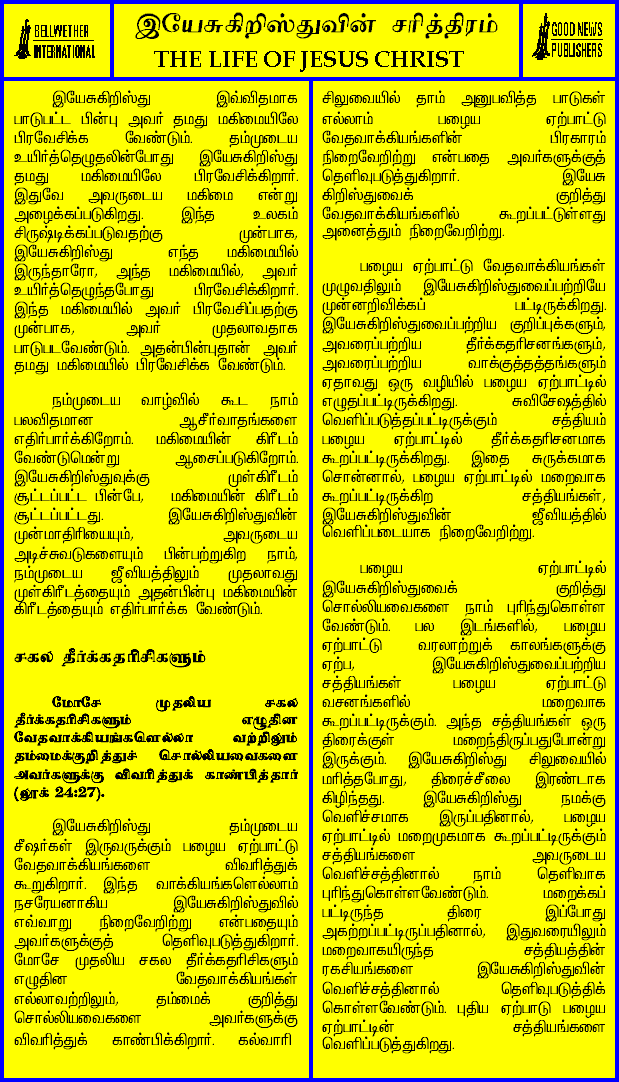 BELLWETHER
INTERNATIONAL
இயேசுகிறிஸ்துவின் சரித்திரம்
THE LIFE OF JESUS CHRIST
GOOD NEWS
PUBLISHERS
இயேசுகிறிஸ்து இவ்விதமாக
பாடுபட்ட பின்பு அவர் தமது மகிமையிலே
பிரவேசிக்க வேண்டும். தம்முடைய
உயிர்த்தெழுதலின்போது இயேசுகிறிஸ்து
தமது மகிமையிலே பிரவேசிக்கிறார்.
இதுவே அவருடைய மகிமை என்று
அழைக்கப்படுகிறது. இந்த உலகம்
சிருஷ்டிக்கப்படுவதற்கு முன்பாக,
இயேசுகிறிஸ்து எந்த மகிமையில்
இருந்தாரோ, அந்த மகிமையில், அவர்
உயிர்த்தெழுந்தபோது பிரவேசிக்கிறார்.
இந்த மகிமையில் அவர் பிரவேசிப்பதற்கு
முன்பாக, அவர் முதலாவதாக
பாடுபடவேண்டும். அதன்பின்புதான் அவர்
தமது மகிமையில் பிரவேசிக்க வேண்டும்.
நம்முடைய வாழ்வில் கூட நாம்
பலவிதமான ஆசீர்வாதங்களை
எதிர்பார்க்கிறோம். மகிமையின் கிரீடம்
வேண்டுமென்று ஆசைப்படுகிறோம்.
இயேசுகிறிஸ்துவுக்கு முள்கிரீடம்
சூட்டப்பட்ட பின்பே, மகிமையின் கிரீடம்
சூட்டப்பட்டது. இயேசுகிறிஸ்துவின்
முன்மாதிரியையும், அவருடைய
அடிச்சுவடுகளையும் பின்பற்றுகிற நாம்,
நம்முடைய ஜீவியத்திலும் முதலாவது
முள்கிரீடத்தையும் அதன்பின்பு மகிமையின்
கிரீடத்தையும் எதிர்பார்க்க வேண்டும்.
சகல தீர்க்கதரிசிகளும்
மோசே முதலிய சகல
தீர்க்கதரிசிகளும் எழுதின
வேதவாக்கியங்களெல்லா வற்றிலும்
தம்மைக்குறித்துச் சொல்லியவைகளை
அவர்களுக்கு விவரித்துக் காண்பித்தார்
(லூக் 24:27).
இயேசுகிறிஸ்து தம்முடைய
சீஷர்கள் இருவருக்கும் பழைய ஏற்பாட்டு
வேதவாக்கியங்களை விவரித்துக்
கூறுகிறார். இந்த வாக்கியங்களெல்லாம்
நசரேயனாகிய இயேசுகிறிஸ்துவில்
எவ்வாறு நிறைவேறிற்று என்பதையும்
அவர்களுக்குத் தெளிவுபடுத்துகிறார்.
மோசே முதலிய சகல தீர்க்கதரிசிகளும்
எழுதின வேதவாக்கியங்கள்
எல்லாவற்றிலும், தம்மைக் குறித்து
சொல்லியவைகளை அவர்களுக்கு
விவரித்துக் காண்பிக்கிறார். கல்வாரி
சிலுவையில் தாம் அனுபவித்த பாடுகள்
எல்லாம் பழைய ஏற்பாட்டு
வேதவாக்கியங்களின் பிரகாரம்
நிறைவேறிற்று என்பதை அவர்களுக்குத்
தெளிவுபடுத்துகிறார். இயேசு
கிறிஸ்துவைக் குறித்து
வேதவாக்கியங்களில் கூறப்பட்டுள்ளது
அனைத்தும் நிறைவேறிற்று.
பழைய ஏற்பாட்டு வேதவாக்கியங்கள்
முழுவதிலும் இயேசுகிறிஸ்துவைப்பற்றியே
முன்னறிவிக்கப் பட்டிருக்கிறது.
இயேசுகிறிஸ்துவைப்பற்றிய குறிப்புக்களும்,
அவரைப்பற்றிய தீர்க்கதரிசனங்களும்,
அவரைப்பற்றிய வாக்குத்தத்தங்களும்
ஏதாவது ஒரு வழியில் பழைய ஏற்பாட்டில்
எழுதப்பட்டிருக்கிறது. சுவிசேஷத்தில்
வெளிப்படுத்தப்பட்டிருக்கும் சத்தியம்
பழைய ஏற்பாட்டில் தீர்க்கதரிசனமாக
கூறப்பட்டிருக்கிறது. இதை சுருக்கமாக
சொன்னால், பழைய ஏற்பாட்டில் மறைவாக
கூறப்பட்டிருக்கிற சத்தியங்கள்,
இயேசுகிறிஸ்துவின் ஜீவியத்தில்
வெளிப்படையாக நிறைவேறிற்று.
பழைய ஏற்பாட்டில்
இயேசுகிறிஸ்துவைக் குறித்து
சொல்லியவைகளை நாம் புரிந்துகொள்ள
வேண்டும். பல இடங்களில், பழைய
ஏற்பாட்டு வரலாற்றுக் காலங்களுக்கு
ஏற்ப, இயேசுகிறிஸ்துவைப்பற்றிய
சத்தியங்கள் பழைய ஏற்பாட்டு
வசனங்களில் மறைவாக
கூறப்பட்டிருக்கும். அந்த சத்தியங்கள் ஒரு
திரைக்குள் மறைந்திருப்பதுபோன்று
இருக்கும். இயேசுகிறிஸ்து சிலுவையில்
மரித்தபோது, திரைச்சீலை இரண்டாக
கிழிந்தது. இயேசுகிறிஸ்து நமக்கு
வெளிச்சமாக இருப்பதினால், பழைய
ஏற்பாட்டில் மறைமுகமாக கூறப்பட்டிருக்கும்
சத்தியங்களை அவருடைய
வெளிச்சத்தினால் நாம் தெளிவாக
புரிந்துகொள்ளவேண்டும். மறைக்கப்
பட்டிருந்த திரை இப்போது
அகற்றப்பட்டிருப்பதினால், இதுவரையிலும்
மறைவாகயிருந்த சத்தியத்தின்
ரகசியங்களை இயேசுகிறிஸ்துவின்
வெளிச்சத்தினால் தெளிவுபடுத்திக்
கொள்ளவேண்டும். புதிய ஏற்பாடு பழைய
ஏற்பாட்டின் சத்தியங்களை
வெளிப்படுத்துகிறது.